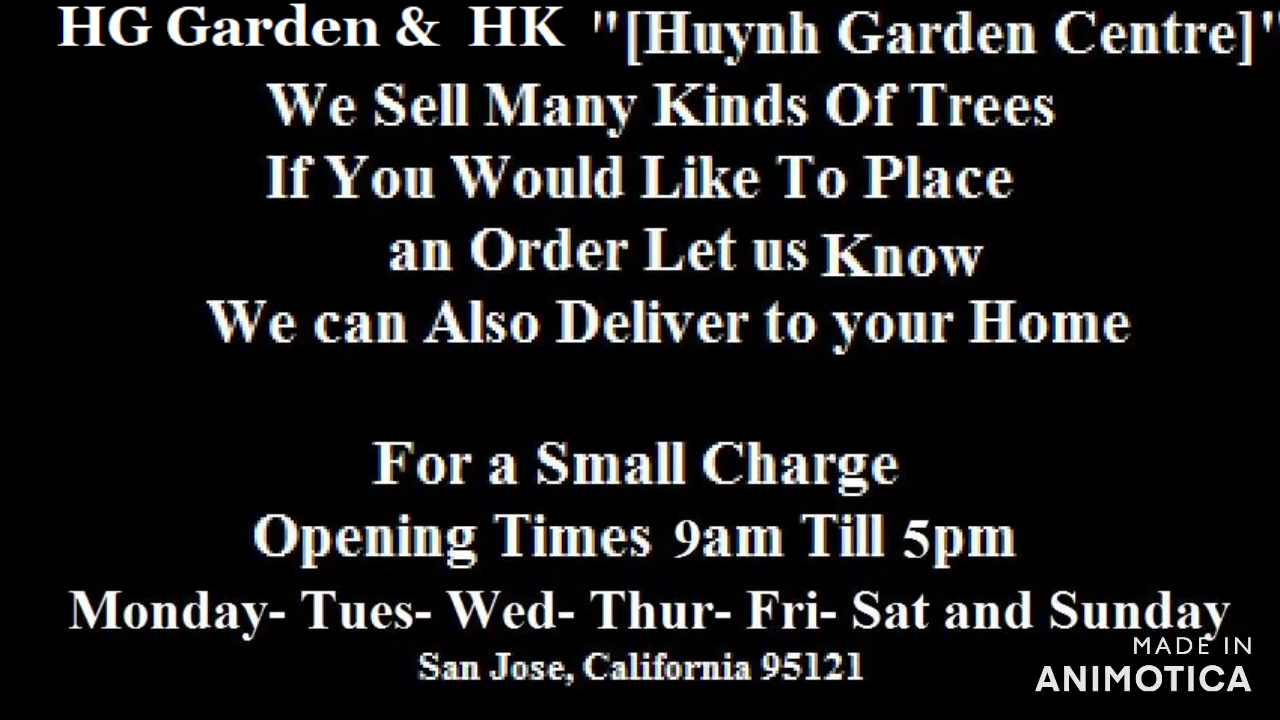 HG Garden & HK "[Huynh Garden Centre]"
We Sell Many Kinds Of Trees
If You Would Like To Place
an Order Let us Know
We can Also Deliver to your Home
For a Small Charge
Opening Times 9am Till 5pm
Monday- Tues- Wed- Thur- Fri- Sat and Sunday
San Jose, California 95121
MADE IN
ANIMOTICA